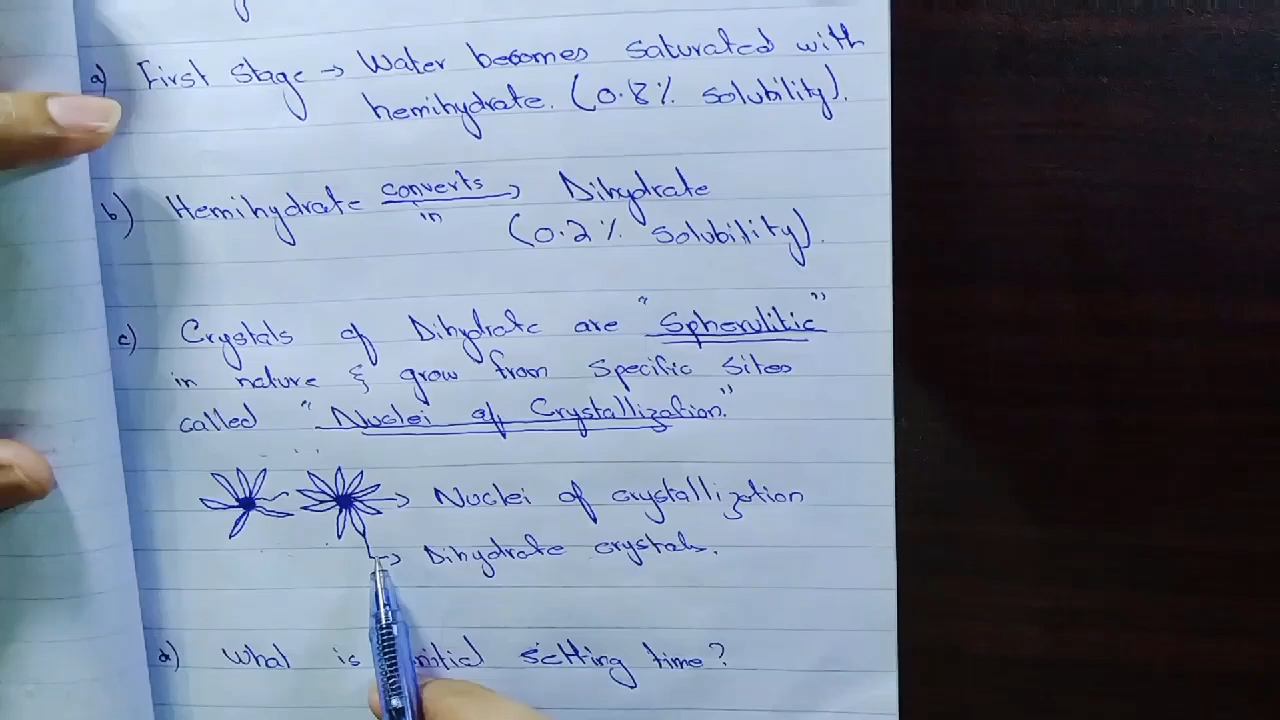 a) First stage → Water becomes saturated with
hemihydrate. (0.8% solubility).
b) Hemihydrate converts in → Dihydrate
(0.2% solubility).
c) Crystals of Dihydrate are "Spherulitic"
in nature & grow from specific sites
called "Nuclei of Crystallization."
→ Nuclei of crystallization
→ Dihydrate crystals.
d) What is initial setting time?